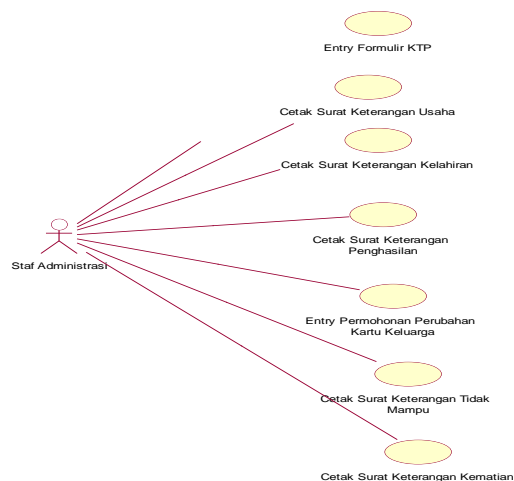 Entry Formulir KTP
Cetak Surat Keterangan Usaha
Cetak Surat Keterangan Kelahiran
Cetak Surat Keterangan
Penghasilan
Staf Administrasi
Entry Permohonan Perubahan
Kartu Keluarga
Cetak Surat Keterangan Tidak
Mampu
Cetak Surat Keterangan Kematian